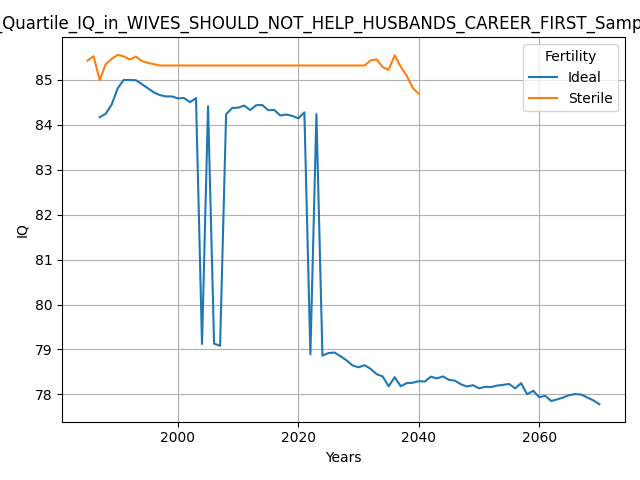 _Quartile_IQ_in_WIVES_SHOULD_NOT_HELP_HUSBANDS_CAREER_FIRST_Samp
Fertility
Ideal
Sterile
85
84
83
82
81
80
79
78
IQ
2000
2020
2040
2060
Years